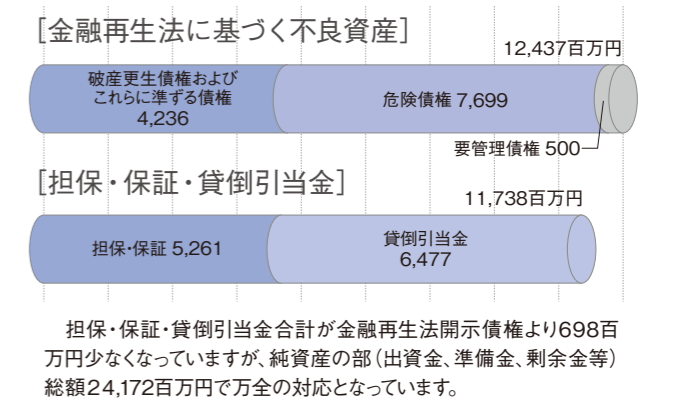 [金融再生法に基づく不良資産]
12,437百万円
破産更生債権および
これらに準ずる債権
4,236
危険債権 7,699
要管理債権 500
[担保・保証・貸倒引当金]
11,738百万円
担保・保証 5,261
貸倒引当金
6,477
担保・保証・貸倒引当金合計が金融再生法開示債権より698百
万円少なくなっていますが、純資産の部（出資金、準備金、剰余金等）
総額24,172百万円で万全の対応となっています。